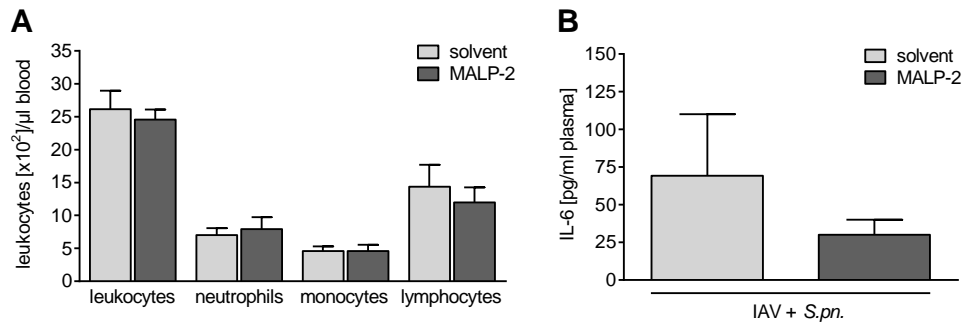 A
leukocytes [x10²]/µl blood
35
30
25
20
15
10
5
0
solvent
MALP-2
leukocytes neutrophils monocytes lymphocytes
B
IL-6 [pg/ml plasma]
150
125
100
75
50
25
0
solvent
MALP-2
IAV + S.pn.